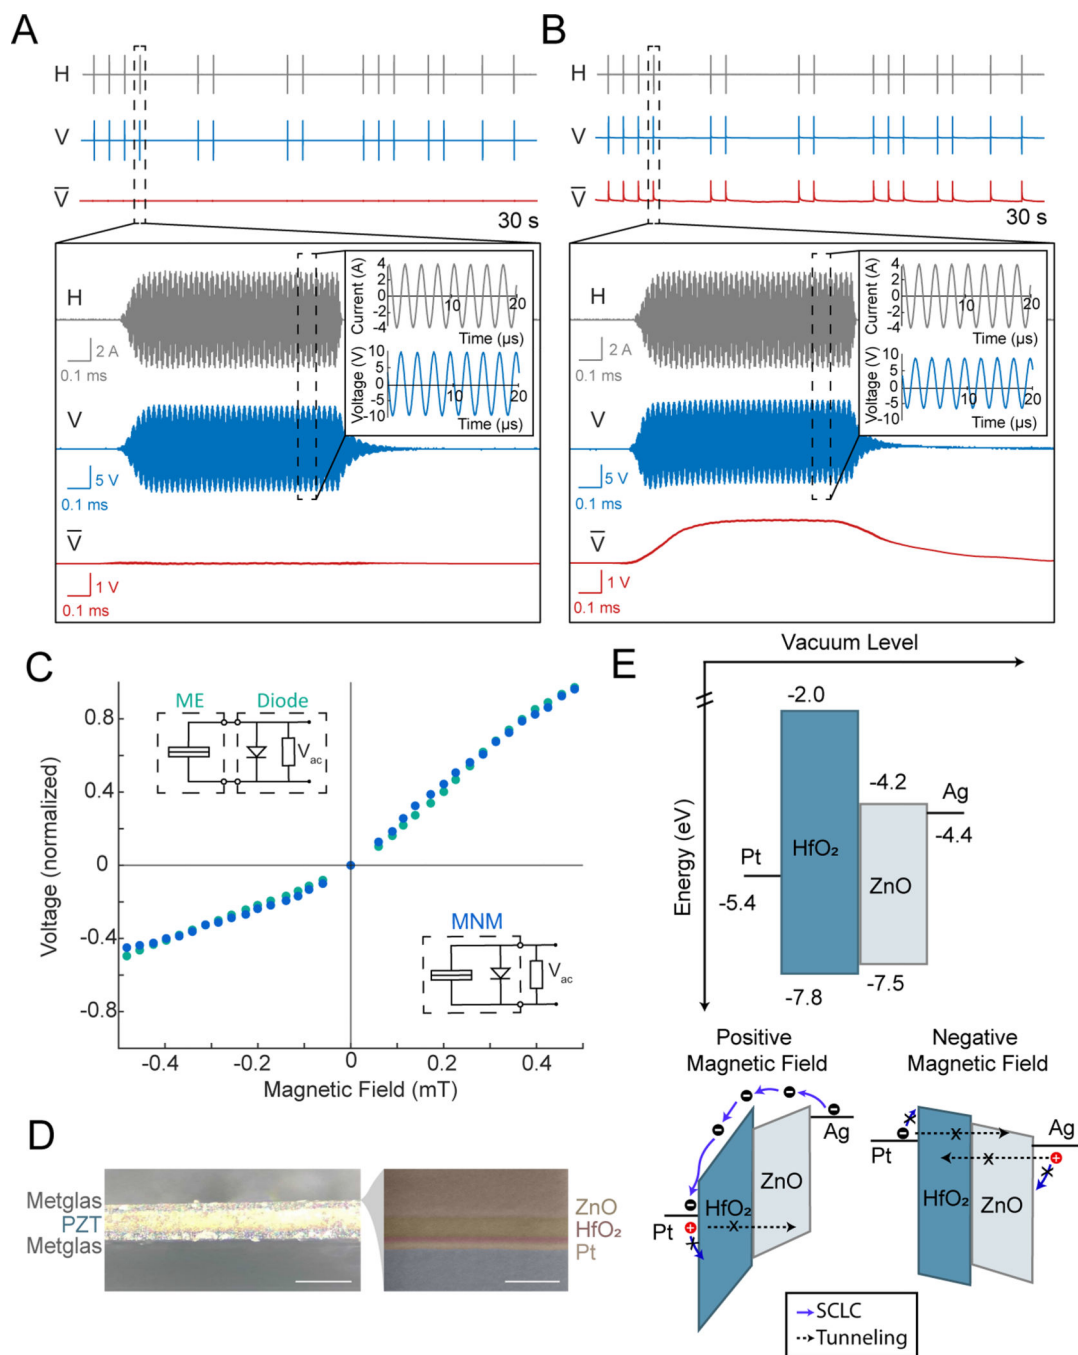 A
H
V
V̅
30 s
H
2 A
0.1 ms
V
5 V
0.1 ms
V̅
1 V
0.1 ms
Current (A)
4
2
0
-2
-4
10
20
Time (µs)
Voltage (V)
10
5
0
-5
-10
10
20
Time (µs)
B
H
V
V̅
30 s
H
2 A
0.1 ms
V
5 V
0.1 ms
V̅
1 V
0.1 ms
Current (A)
4
2
0
-2
-4
10
20
Time (µs)
Voltage (V)
10
5
0
-5
-10
10
20
Time (µs)
C
Voltage (normalized)
0.8
0.4
0
-0.4
-0.8
-0.4
-0.2
0
0.2
0.4
Magnetic Field (mT)
ME
Diode
Vac
MNM
Vac
D
Metglas
PZT
Metglas
ZnO
HfO₂
Pt
E
Vacuum Level
Energy (eV)
-2.0
-4.2
Ag
-4.4
HfO₂
ZnO
Pt
-5.4
-7.8
-7.5
Positive
Magnetic Field
Ag
ZnO
HfO₂
Pt
Negative
Magnetic Field
Ag
Pt
HfO₂
ZnO
SCLC
Tunneling